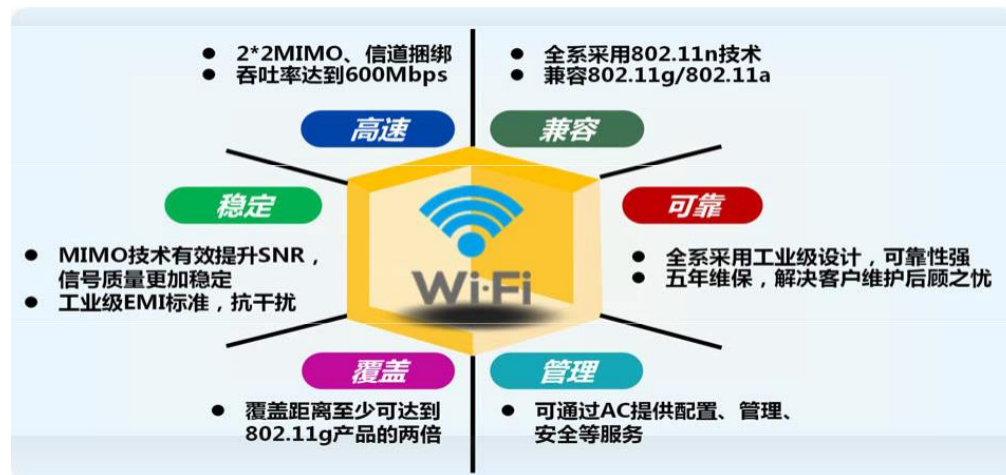 ● 2*2MIMO、信道捆绑
● 吞吐率达到600Mbps
高速
● 全系采用802.11n技术
● 兼容802.11g/802.11a
兼容
稳定
● MIMO技术有效提升SNR，
信号质量更加稳定
● 工业级EMI标准，抗干扰
Wi·Fi
可靠
● 全系采用工业级设计，可靠性强
● 五年维保，解决客户维护后顾之忧
覆盖
● 覆盖距离至少可达到
802.11g产品的两倍
管理
● 可通过AC提供配置、管理、
安全等服务